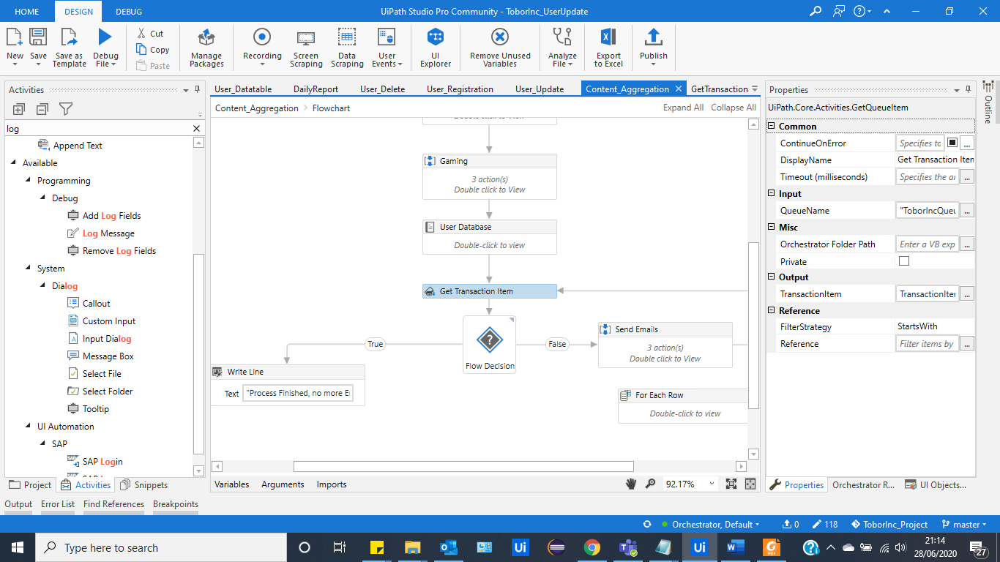 HOME DESIGN DEBUG
UiPath Studio Pro Community - ToborInc_UserUpdate
New
Save
Save as
Template
Debug
File
Cut
Copy
Paste
Manage
Packages
Recording
Screen
Scraping
Data
Scraping
User
Events
UI
Explorer
Remove Unused
Variables
Analyze
File
Export
to Excel
Publish
Activities
log
Append Text
Available
Programming
Debug
Add Log Fields
Log Message
Remove Log Fields
System
Dialog
Callout
Custom Input
Input Dialog
Message Box
Select File
Select Folder
Tooltip
UI Automation
SAP
SAP Login
Project Activities Snippets
User_Datatable DailyReport User_Delete User_Registration User_Update Content_Aggregation GetTransaction
Content_Aggregation > Flowchart
Expand All Collapse All
Double click to View
Gaming
3 action(s)
Double click to View
User Database
Double-click to view
Get Transaction Item
Flow Decision
True
False
Send Emails
3 action(s)
Double click to View
Write Line
Text "Process Finished, no more E
For Each Row
Double-click to view
Variables Arguments Imports
92.17%
Properties
UiPath.Core.Activities.GetQueueItem
Common
ContinueOnError Specifies to ...
DisplayName Get Transaction Item
Timeout (milliseconds) Specifies the ar ...
Input
QueueName "ToborIncQueu ...
Misc
Orchestrator Folder Path Enter a VB exp ...
Private
Output
TransactionItem TransactionIter ...
Reference
FilterStrategy StartsWith
Reference Filter items by ...
Properties Orchestrator R... UI Objects...
Outline
Output Error List Find References Breakpoints
Orchestrator, Default
0
118
ToborInc_Project
master
Type here to search
Ui
Ui
PDF
21:14
28/06/2020
27